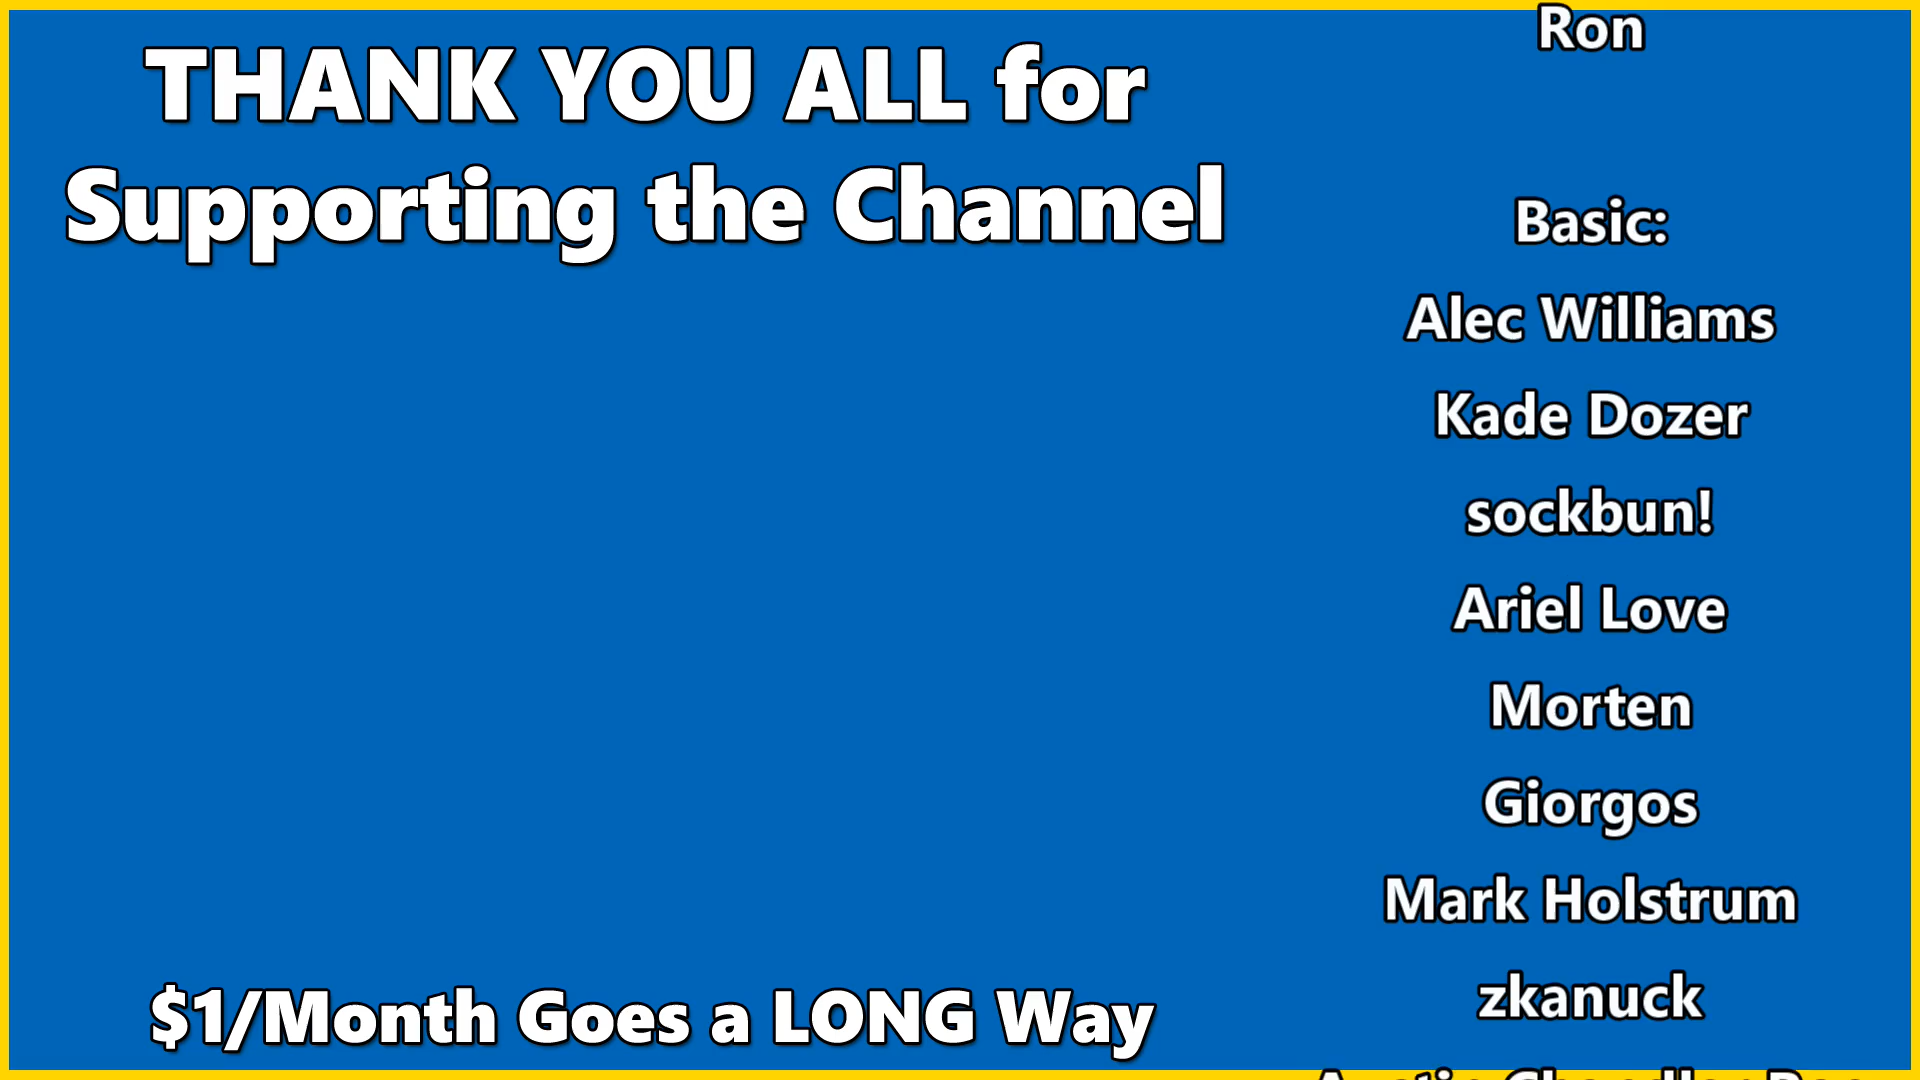 THANK YOU ALL for
Supporting the Channel
$1/Month Goes a LONG Way
Ron
Basic:
Alec Williams
Kade Dozer
sockbun!
Ariel Love
Morten
Giorgos
Mark Holstrum
zkanuck